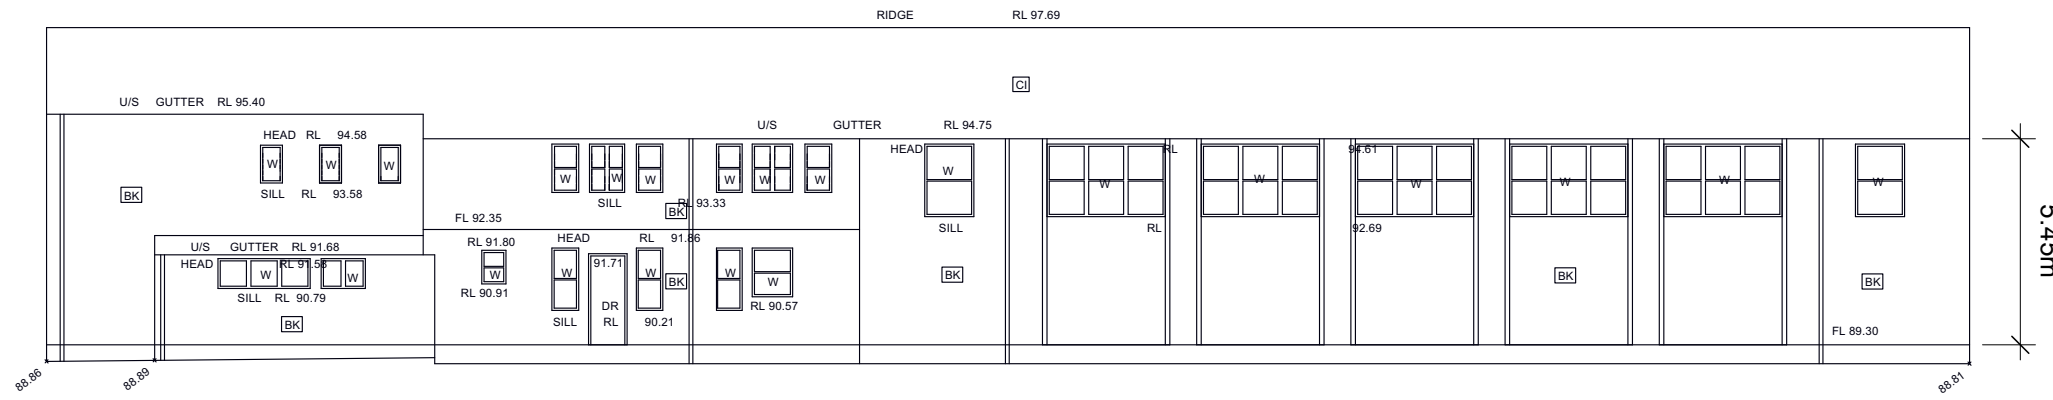 RIDGE RL 97.69
CI
U/S GUTTER RL 95.40
U/S GUTTER RL 94.75
HEAD RL 94.58
HEAD RL 94.61
W W W
W W W W W W
W W W W W W W
SILL RL 93.58
BK
SILL RL 93.33
BK
FL 92.35
SILL RL 92.69
U/S GUTTER RL 91.68
RL 91.80
HEAD RL 91.86
HEAD RL 91.58
91.71
W W W W W W W
BK BK BK BK
RL 90.91
SILL RL 90.79
RL 90.57
DR
BK
SILL RL 90.21
FL 89.30
5.45m
88.86
88.89
88.81